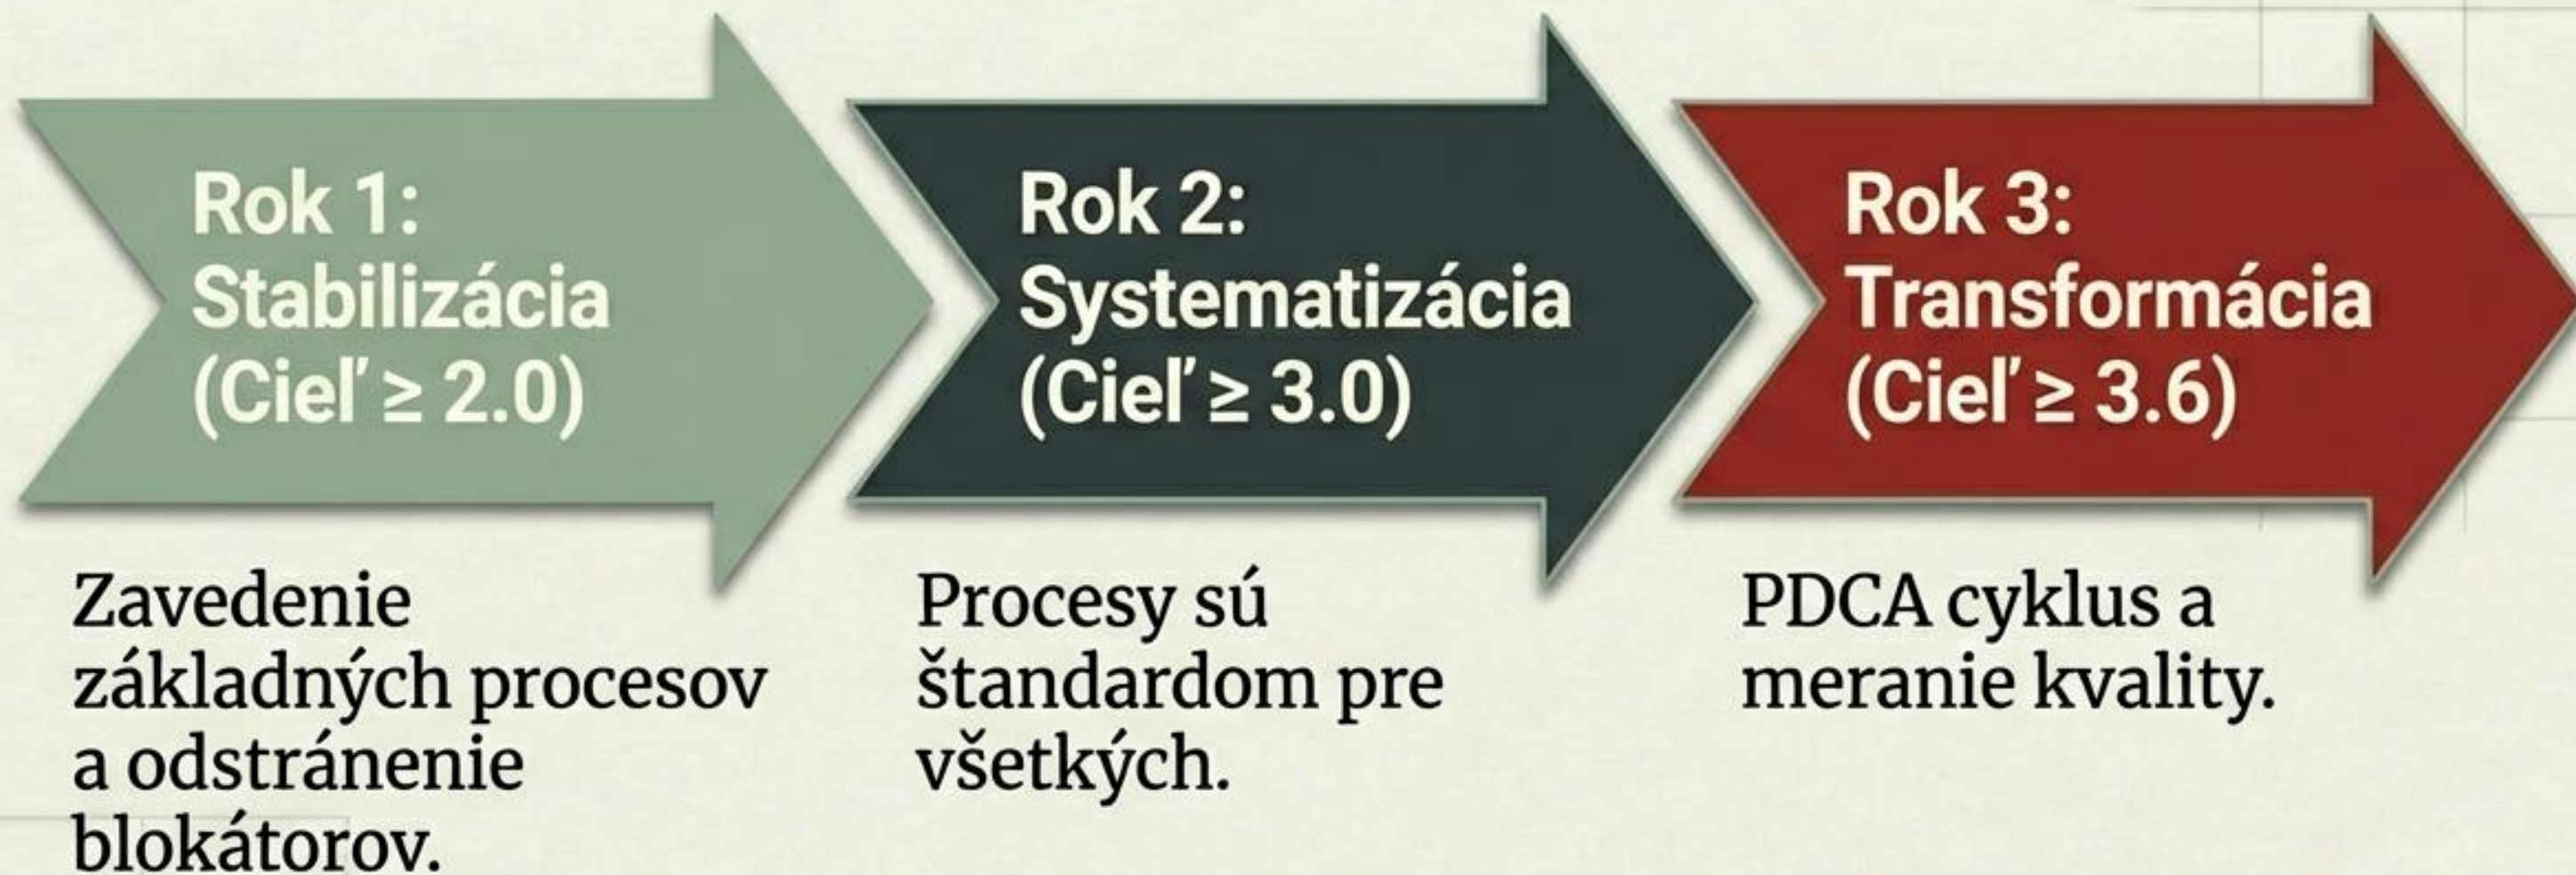 Rok 1:
Stabilizácia
(Cieľ ≥ 2.0)
Zavedenie
základných procesov
a odstránenie
blokátorov.
Rok 2:
Systematizácia
(Cieľ ≥ 3.0)
Procesy sú
štandardom pre
všetkých.
Rok 3:
Transformácia
(Cieľ ≥ 3.6)
PDCA cyklus a
meranie kvality.